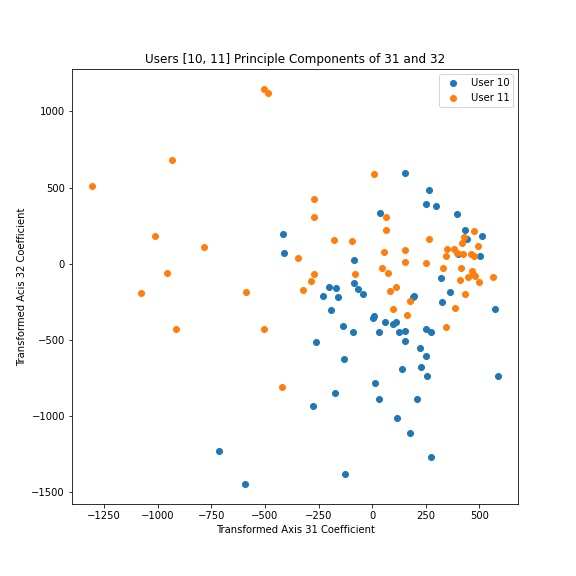 Users [10, 11] Principle Components of 31 and 32
User 10
User 11
1000
500
0
−500
−1000
−1500
Transformed Acis 32 Coefficient
−1250
−1000
−750
−500
−250
0
250
500
Transformed Axis 31 Coefficient